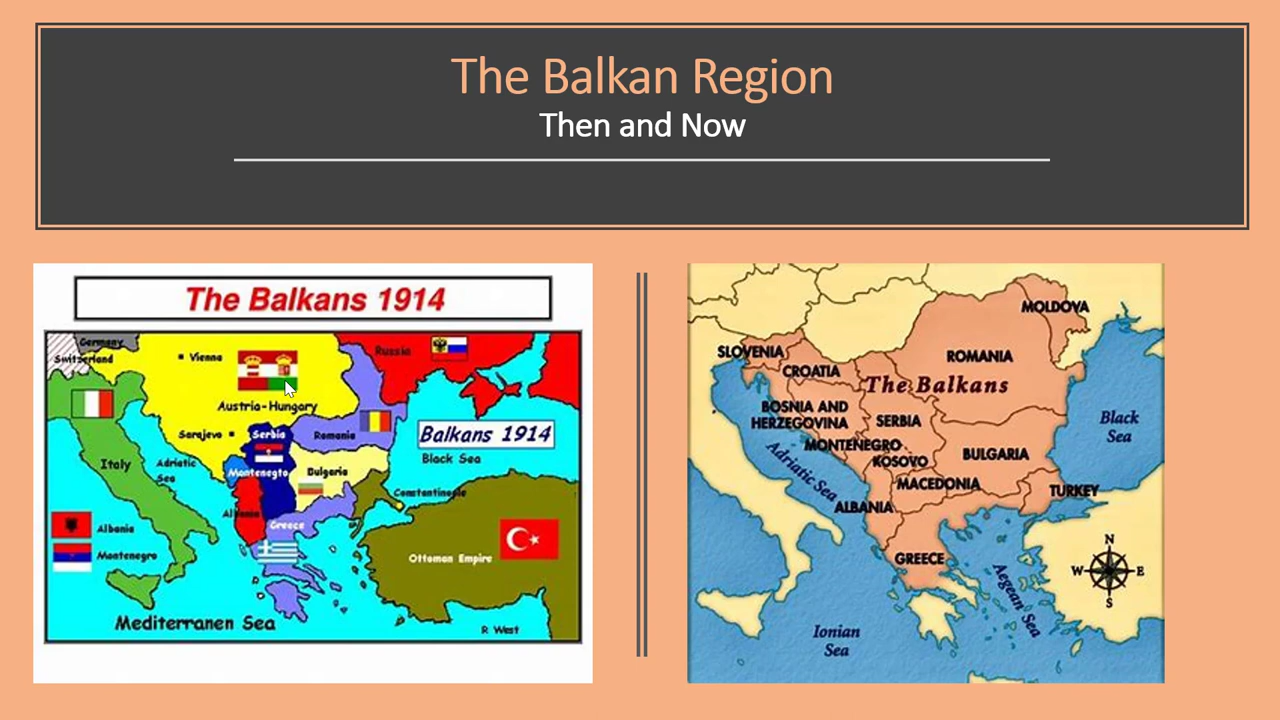 The Balkan Region
Then and Now
The Balkans 1914
Germany
Switzerland
Vienna
Russia
Austria-Hungary
Sarajevo
Serbia
Romania
Balkans 1914
Black Sea
Italy
Adriatic
Sea
Montenegto
Bulgaria
Constantinople
Albania
Greece
Albania
Montenegro
Ottoman Empire
Mediterranen Sea
R West
MOLDOVA
SLOVENIA
ROMANIA
CROATIA
The Balkans
BOSNIA AND
HERZEGOVINA
SERBIA
Black
Sea
MONTENEGRO
KOSOVO
BULGARIA
Adriatic Sea
MACEDONIA
TURKEY
ALBANIA
N
GREECE
W
E
S
Aegean Sea
Ionian
Sea